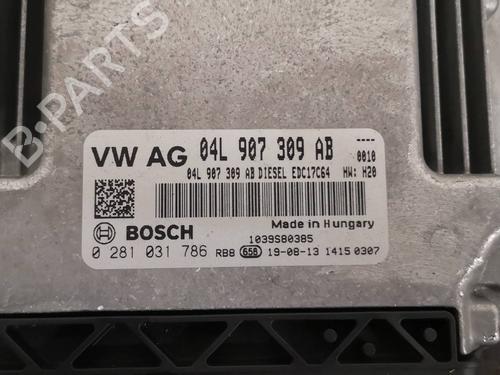 B-PARTS
VW AG 04L 907 309 AB
0010
04L 907 309 AB DIESEL EDC17C64 HW: H20
Made in Hungary
BOSCH 1039S80385
0 281 031 786 RB8 658 19-08-13 1415 0307
B-PARTS